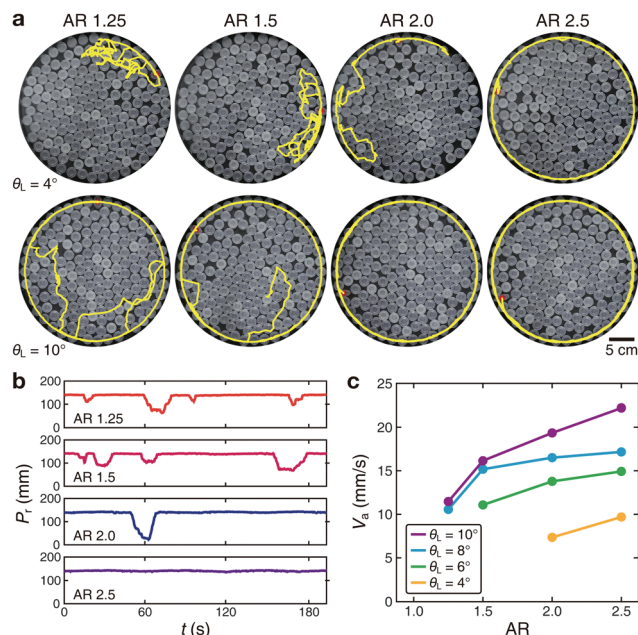 a
AR 1.25 AR 1.5 AR 2.0 AR 2.5
θL = 4°
θL = 10°
5 cm
b
200
100
0
AR 1.25
200
100
0
AR 1.5
200
100
0
AR 2.0
200
100
0
AR 2.5
0 60 120 180
Pr (mm)
t (s)
c
25
20
15
10
5
0
Va (mm/s)
θL = 10°
θL = 8°
θL = 6°
θL = 4°
1.0 1.5 2.0 2.5
AR